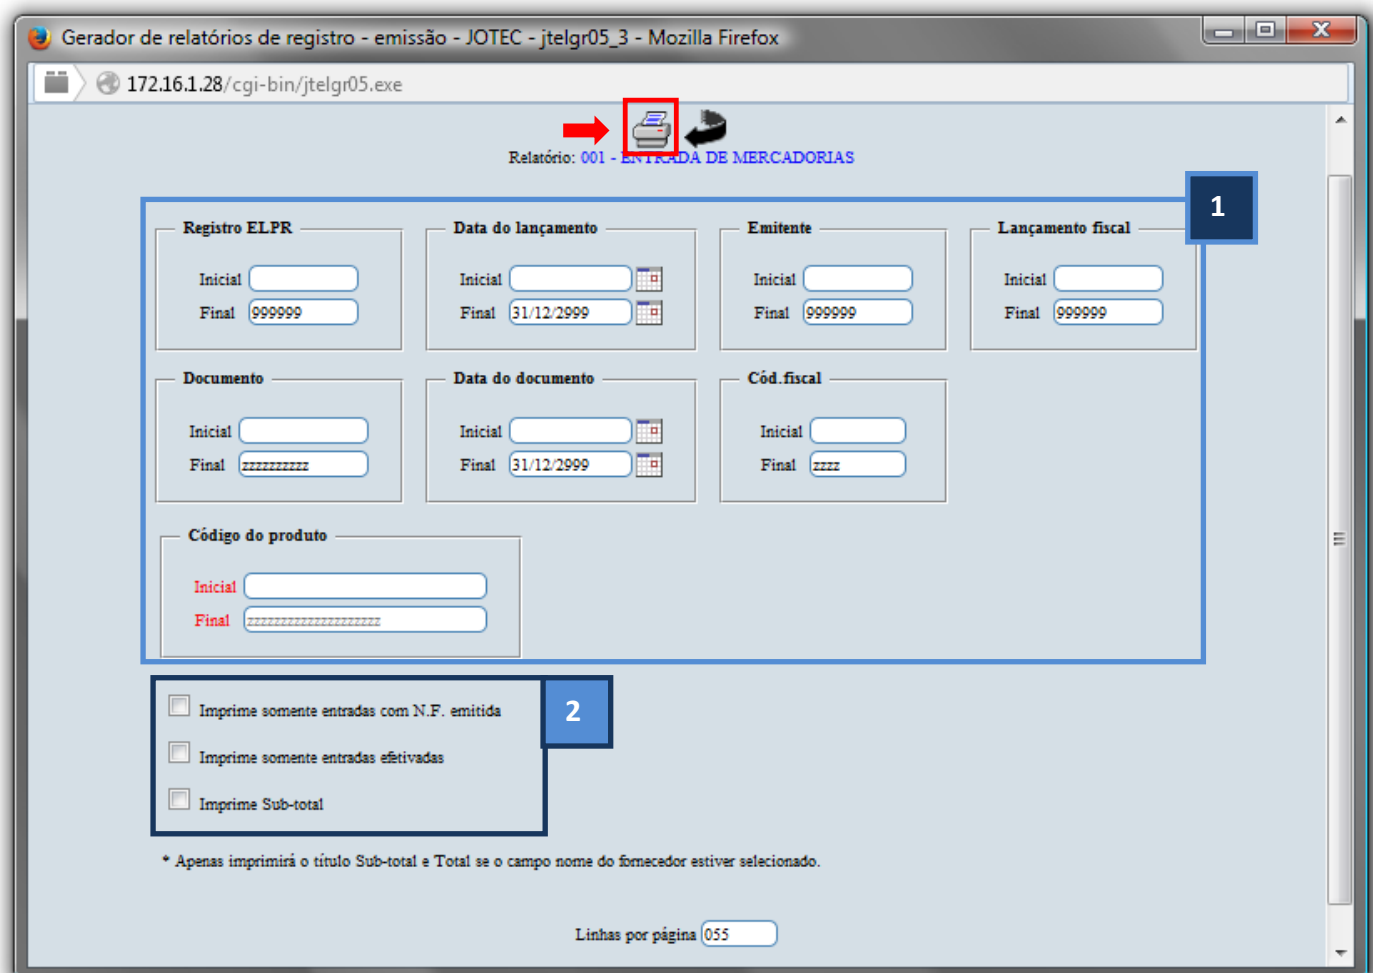 Gerador de relatórios de registro - emissão - JOTEC - jtelgr05_3 - Mozilla Firefox
172.16.1.28/cgi-bin/jtelgr05.exe
Relatório: 001 - ENTRADA DE MERCADORIAS
1
Registro ELPR Data do lançamento Emitente Lançamento fiscal
Inicial Inicial Inicial Inicial
Final 999999 Final 31/12/2999 Final 999999 Final 999999
Documento Data do documento Cód.fiscal
Inicial Inicial Inicial
Final zzzzzzzzzz Final 31/12/2999 Final zzzz
Código do produto
Inicial
Final zzzzzzzzzzzzzzzzzzzz
2
Imprime somente entradas com N.F. emitida
Imprime somente entradas efetivadas
Imprime Sub-total
* Apenas imprimirá o título Sub-total e Total se o campo nome do fornecedor estiver selecionado.
Linhas por página 055